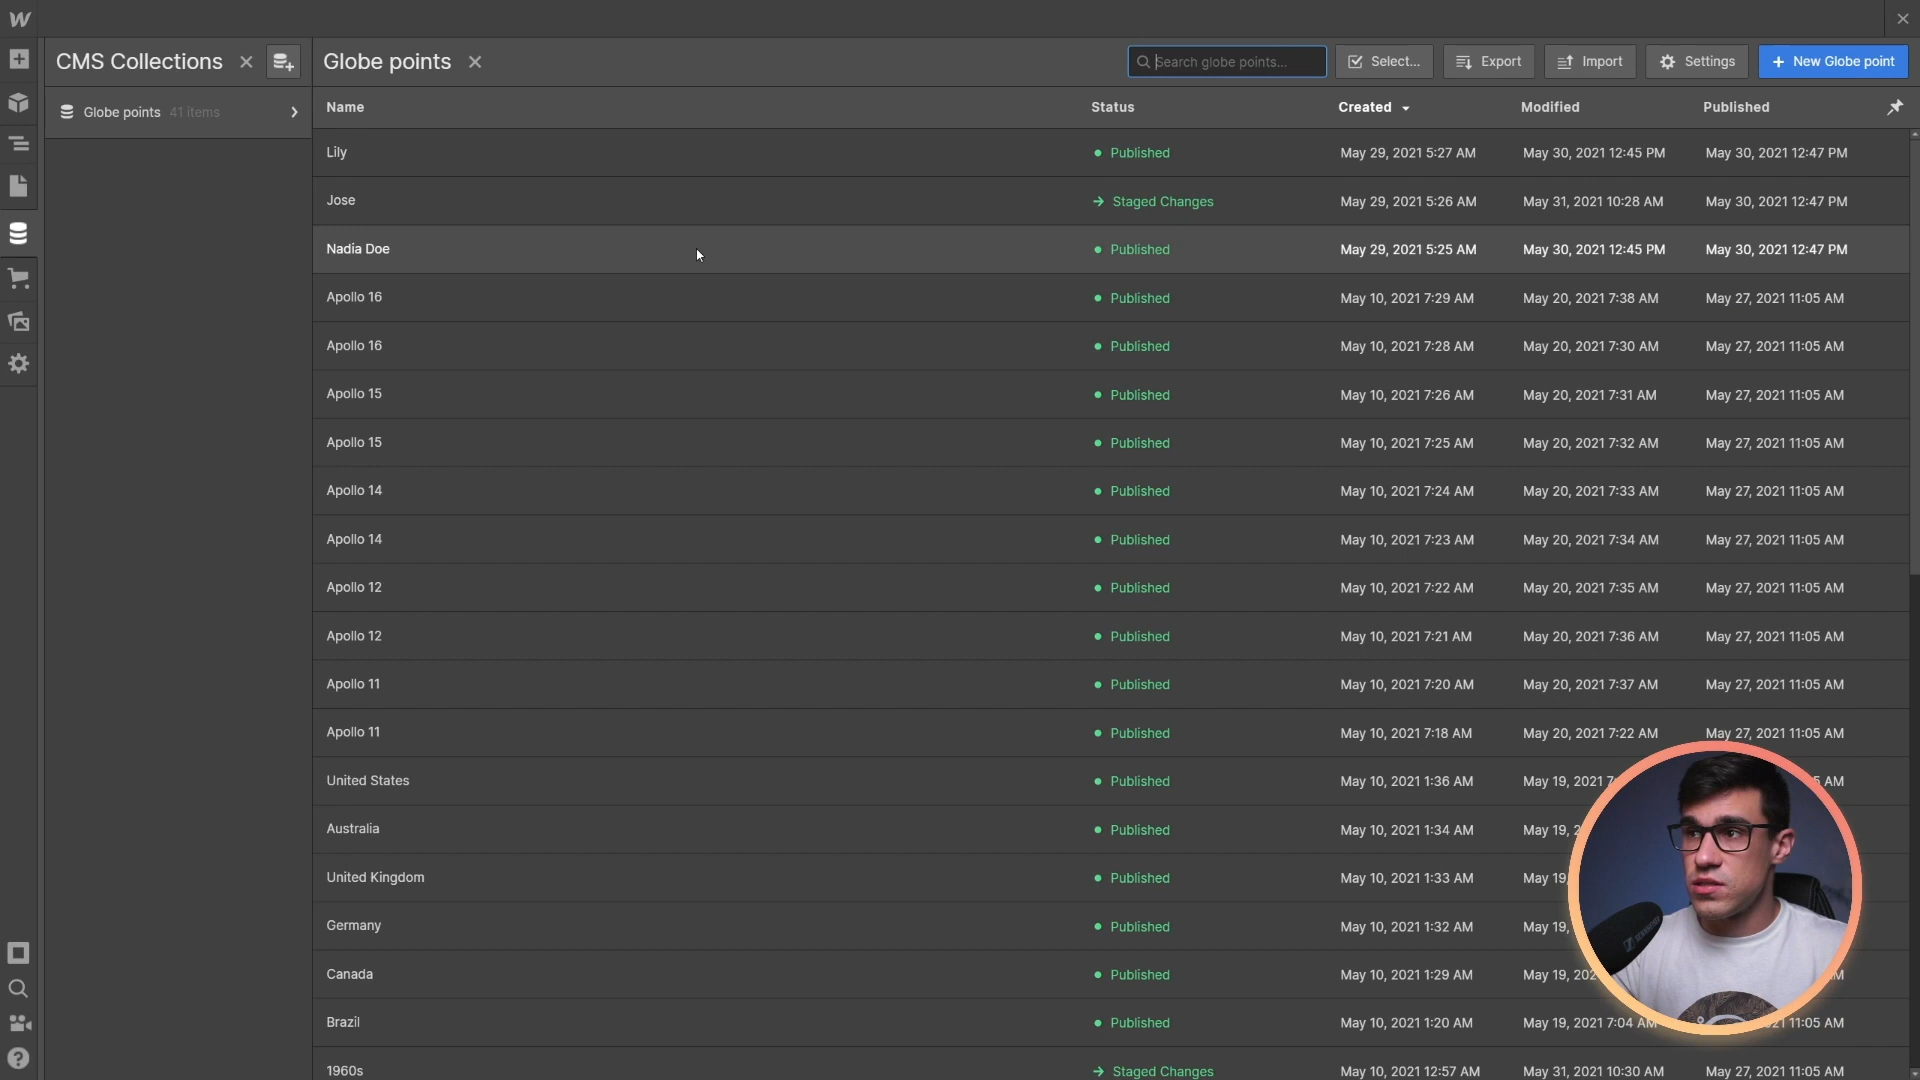 CMS Collections
Globe points
Search globe points...
Select...
Export
Import
Settings
+ New Globe point
Globe points 41 items
Name Status Created Modified Published
Lily Published May 29, 2021 5:27 AM May 30, 2021 12:45 PM May 30, 2021 12:47 PM
Jose Staged Changes May 29, 2021 5:26 AM May 31, 2021 10:28 AM May 30, 2021 12:47 PM
Nadia Doe Published May 29, 2021 5:25 AM May 30, 2021 12:45 PM May 30, 2021 12:47 PM
Apollo 16 Published May 10, 2021 7:29 AM May 20, 2021 7:38 AM May 27, 2021 11:05 AM
Apollo 16 Published May 10, 2021 7:28 AM May 20, 2021 7:30 AM May 27, 2021 11:05 AM
Apollo 15 Published May 10, 2021 7:26 AM May 20, 2021 7:31 AM May 27, 2021 11:05 AM
Apollo 15 Published May 10, 2021 7:25 AM May 20, 2021 7:32 AM May 27, 2021 11:05 AM
Apollo 14 Published May 10, 2021 7:24 AM May 20, 2021 7:33 AM May 27, 2021 11:05 AM
Apollo 14 Published May 10, 2021 7:23 AM May 20, 2021 7:34 AM May 27, 2021 11:05 AM
Apollo 12 Published May 10, 2021 7:22 AM May 20, 2021 7:35 AM May 27, 2021 11:05 AM
Apollo 12 Published May 10, 2021 7:21 AM May 20, 2021 7:36 AM May 27, 2021 11:05 AM
Apollo 11 Published May 10, 2021 7:20 AM May 20, 2021 7:37 AM May 27, 2021 11:05 AM
Apollo 11 Published May 10, 2021 7:18 AM May 20, 2021 7:22 AM May 27, 2021 11:05 AM
United States Published May 10, 2021 1:36 AM May 19, 2021 AM
Australia Published May 10, 2021 1:34 AM May 19,
United Kingdom Published May 10, 2021 1:33 AM May 19
Germany Published May 10, 2021 1:32 AM May 19,
Canada Published May 10, 2021 1:29 AM May 19,
Brazil Published May 10, 2021 1:20 AM May 19, 2021 7:04 AM 11:05 AM
1960s Staged Changes May 10, 2021 12:57 AM May 31, 2021 10:30 AM May 27, 2021 11:05 AM